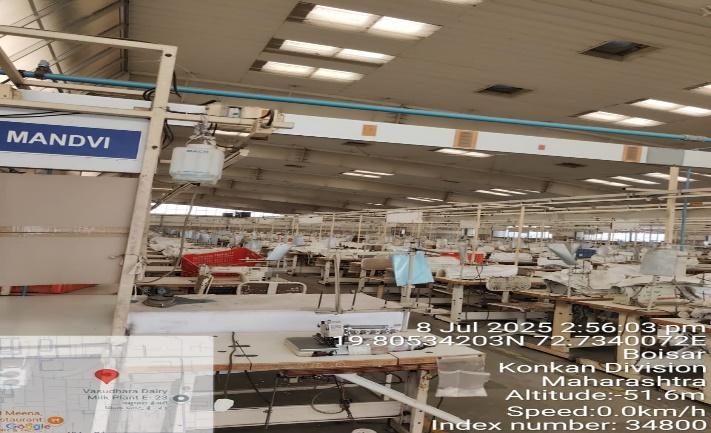 MANDVI
8 Jul 2025 2:56:03 pm
19.80534203N 72.7340072E
Boisar
Konkan Division
Maharashtra
Altitude:-51.6m
Speed:0.0km/h
Index number: 34800
Vasudhara Dairy
Milk Plant E-23
Meena,
Google